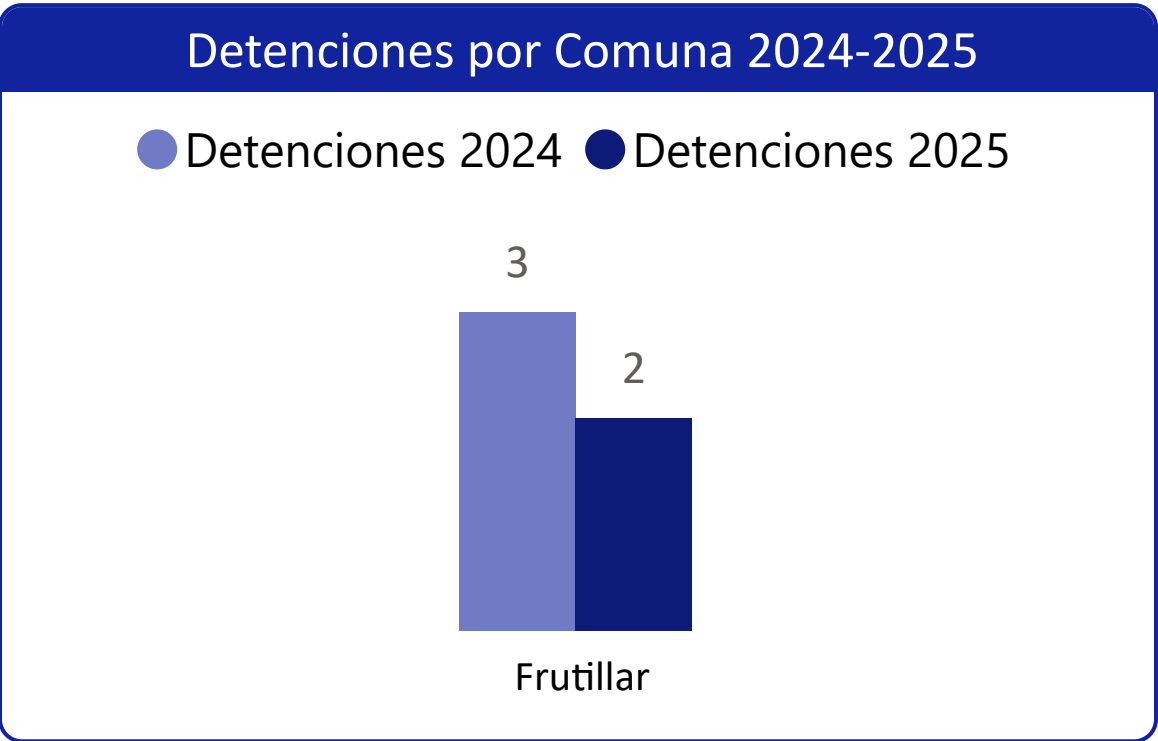 Detenciones por Comuna 2024-2025
Detenciones 2024 Detenciones 2025
3
2
Frutillar